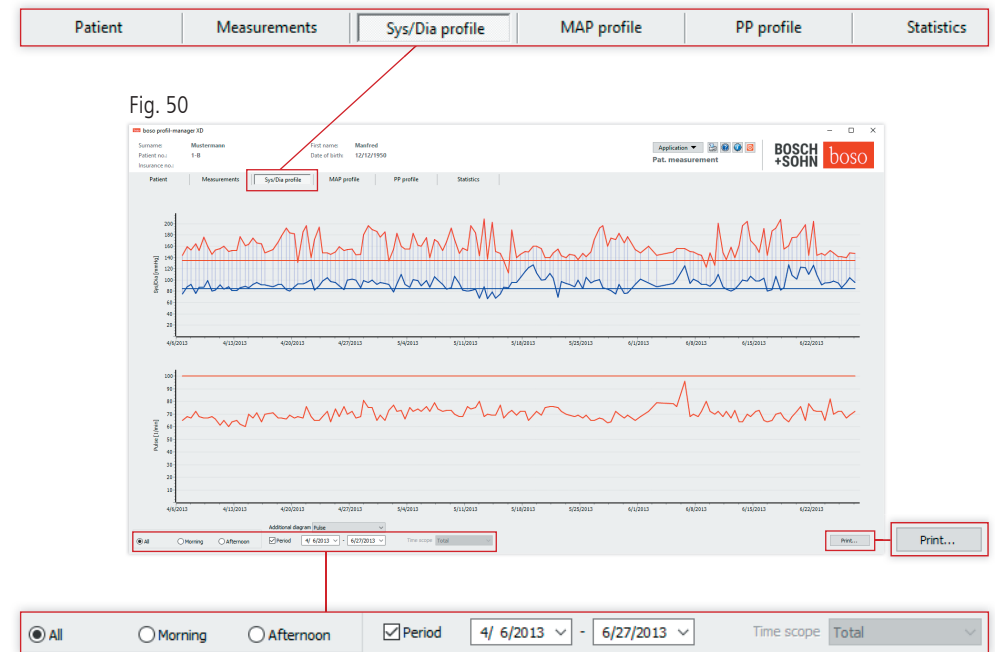 Patient Measurements Sys/Dia profile MAP profile PP profile Statistics
Fig. 50
boso profil-manager XD
Surname: Mustermann First name: Manfred
Patient no.: 1-8 Date of birth: 12/12/1950
Insurance no.:
Application
Pat. measurement
BOSCH
+SOHN
boso
Patient Measurements Sys/Dia profile MAP profile PP profile Statistics
Sys/Dia [mmHg]
200
180
160
140
120
100
80
60
40
20
4/6/2013 4/13/2013 4/20/2013 4/27/2013 5/4/2013 5/11/2013 5/18/2013 5/25/2013 6/1/2013 6/8/2013 6/15/2013 6/22/2013
Pulse [1/min]
100
90
80
70
60
50
40
30
20
10
4/6/2013 4/13/2013 4/20/2013 4/27/2013 5/4/2013 5/11/2013 5/18/2013 5/25/2013 6/1/2013 6/8/2013 6/15/2013 6/22/2013
Additional diagram Pulse
All Morning Afternoon Period 4/ 6/2013 - 6/27/2013 Time scope Total
Print...
Print...
All Morning Afternoon Period 4/ 6/2013 - 6/27/2013 Time scope Total